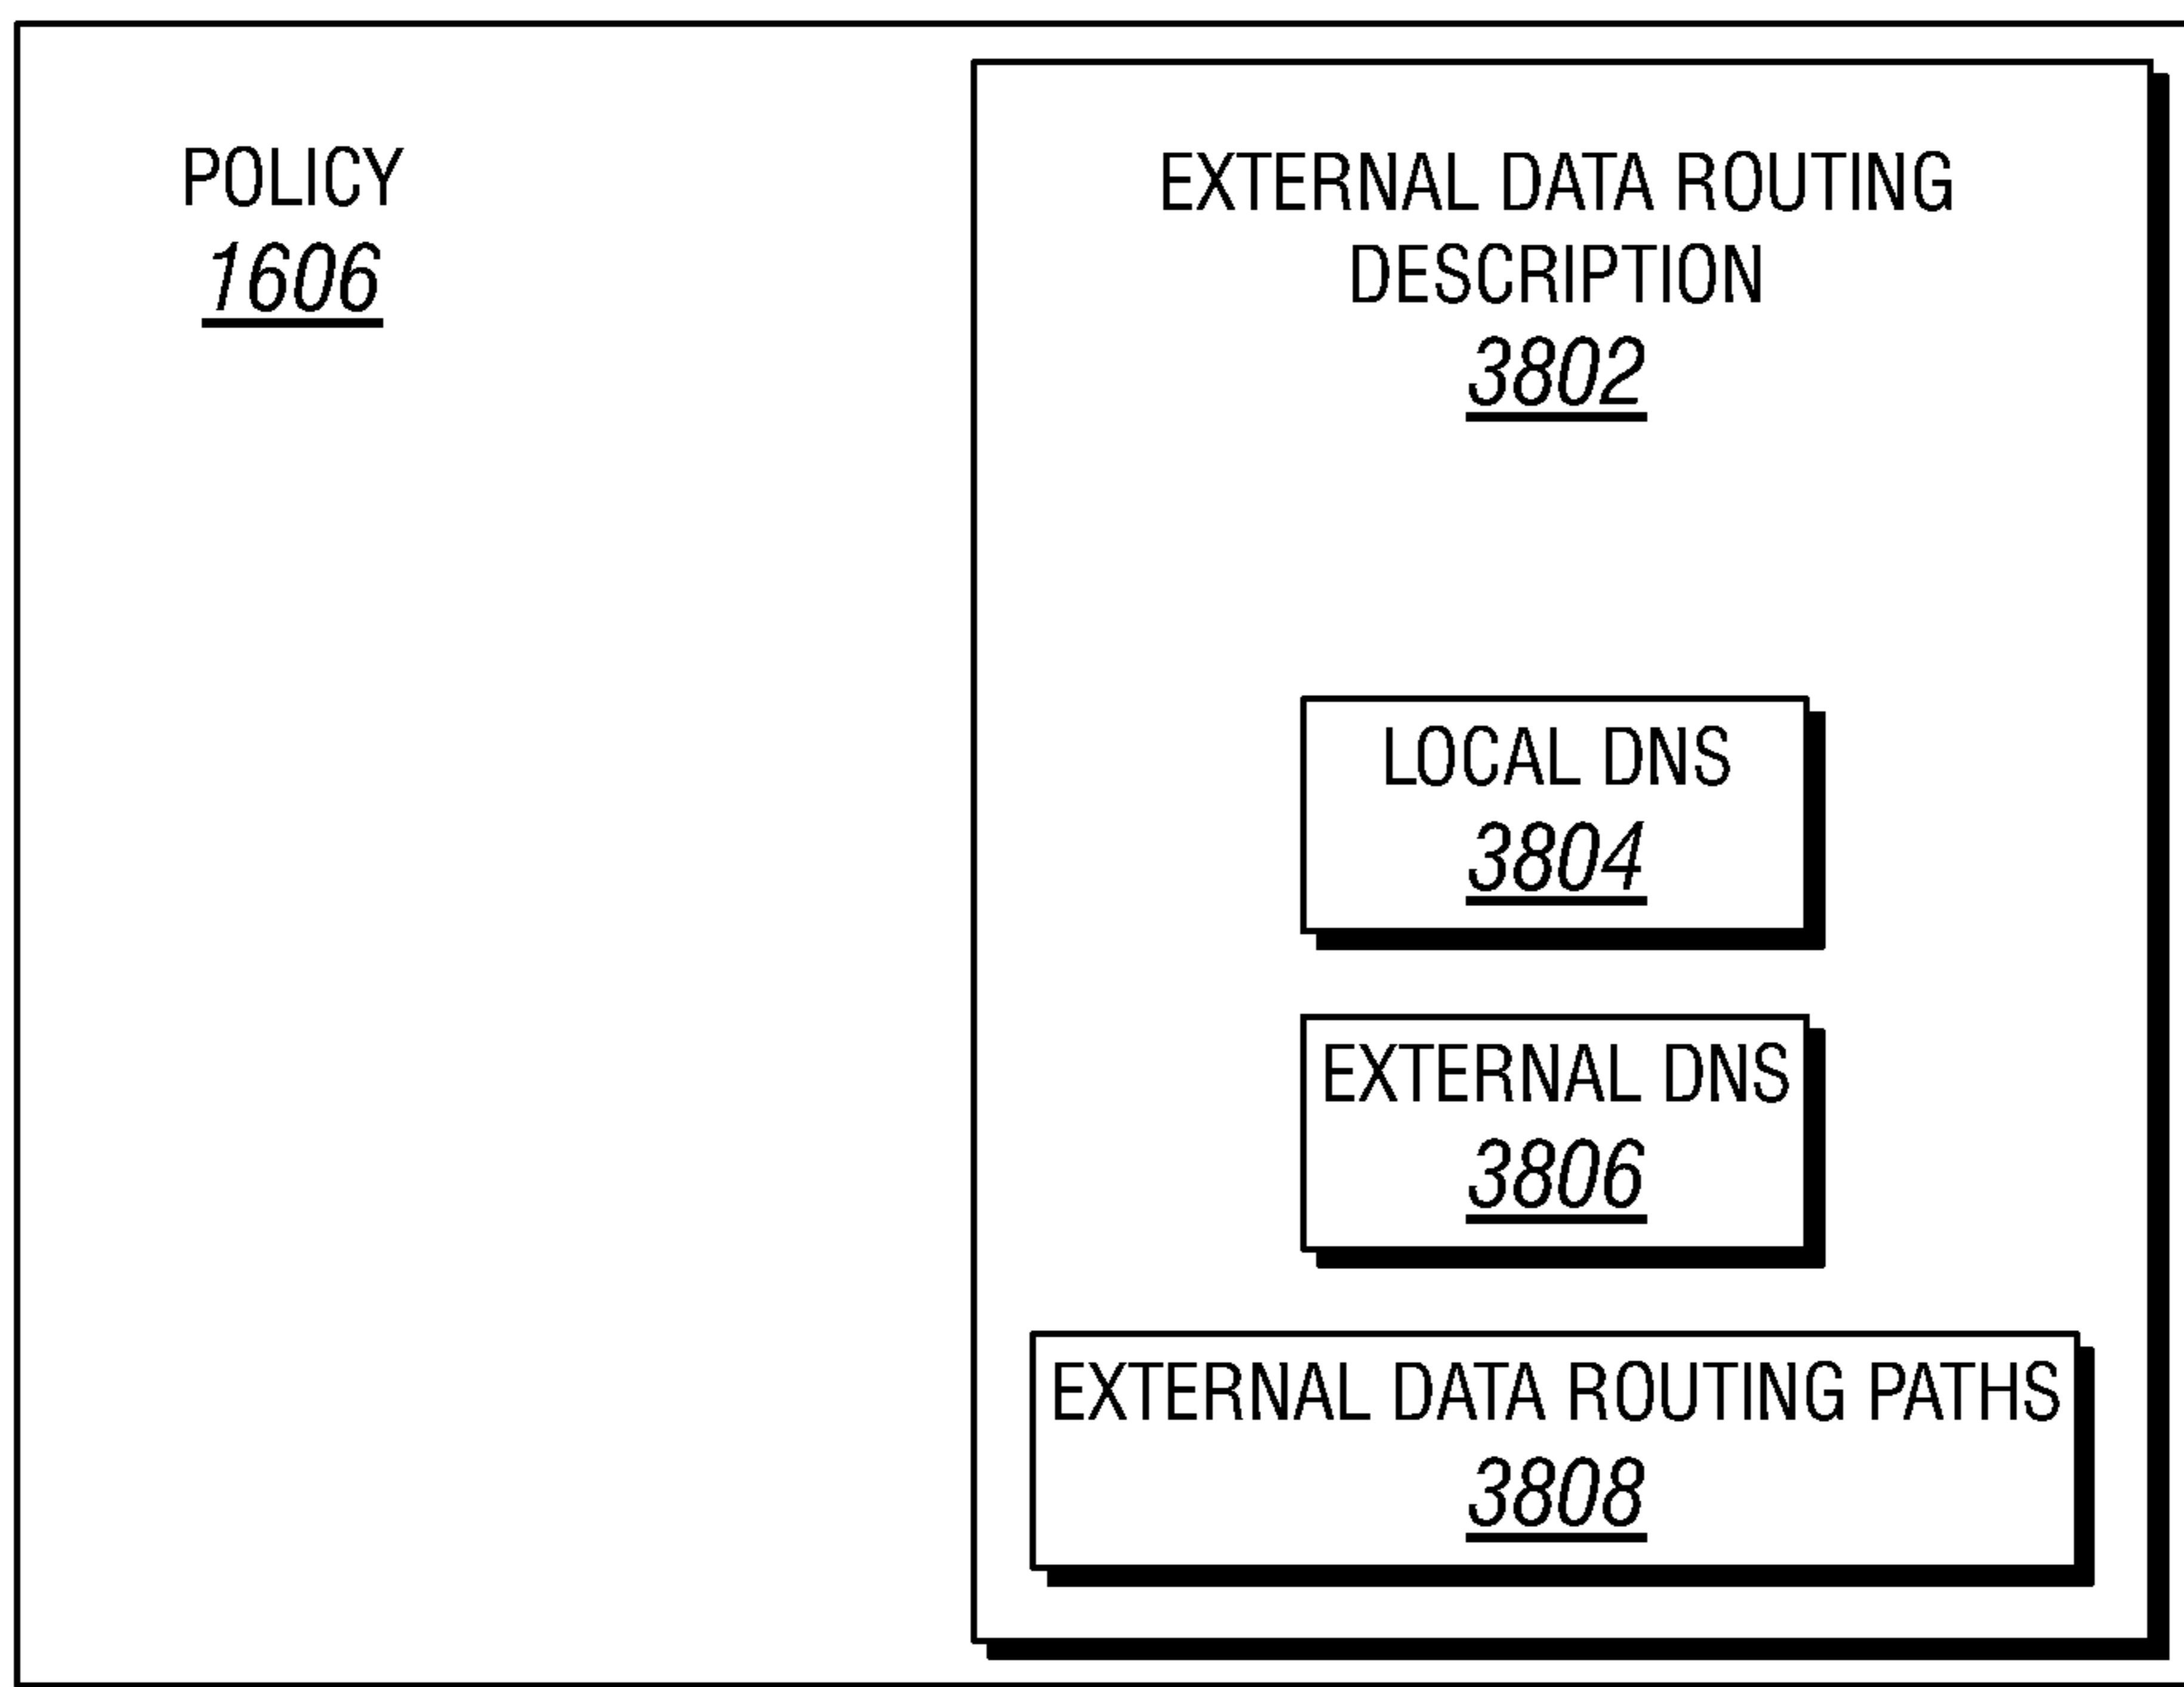 POLICY
1606
EXTERNAL DATA ROUTING
DESCRIPTION
3802
LOCAL DNS
3804
EXTERNAL DNS
3806
EXTERNAL DATA ROUTING PATHS
3808